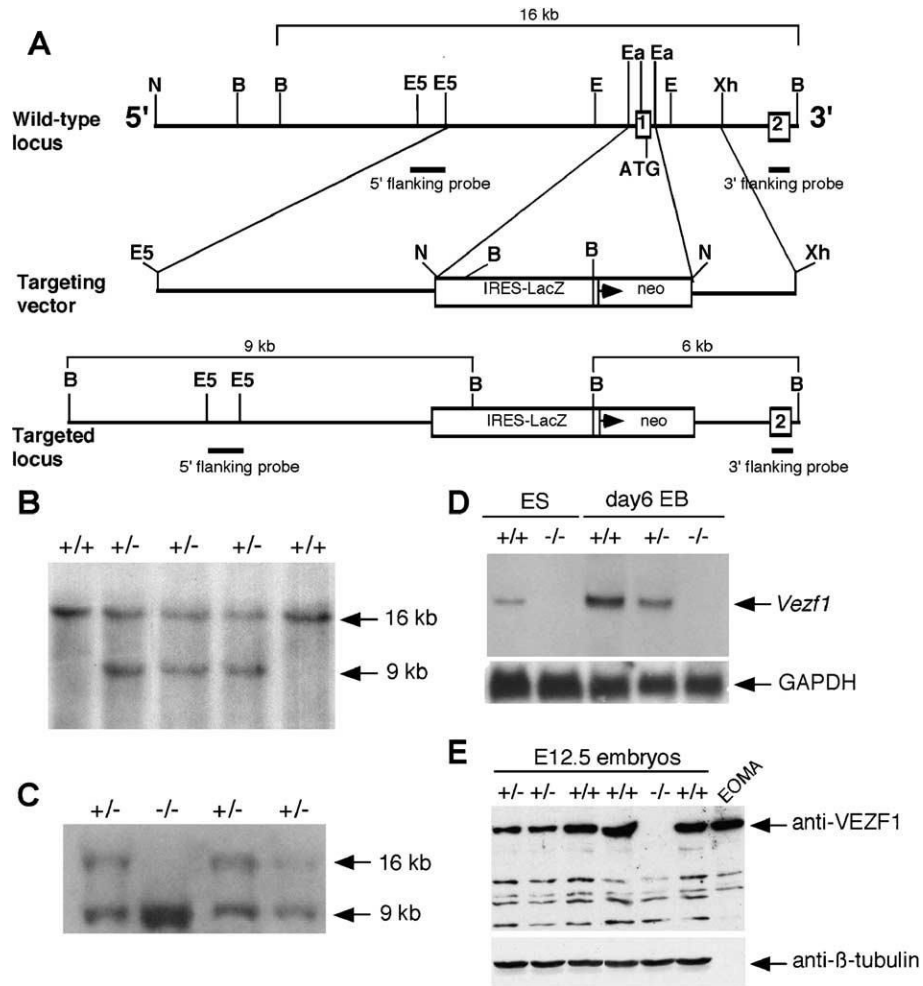 A
16 kb
N B B E5 E5 E Ea Ea E Xh B
Wild-type locus 5' 1 2 3'
ATG
5' flanking probe 3' flanking probe
E5 N B B N Xh
Targeting vector IRES-LacZ neo
9 kb 6 kb
B E5 E5 B B B
Targeted locus IRES-LacZ neo 2
5' flanking probe 3' flanking probe
B
+/+ +/- +/- +/- +/+
16 kb
9 kb
C
+/- -/- +/- +/-
16 kb
9 kb
D
ES day6 EB
+/+ -/- +/+ +/- -/-
Vezf1
GAPDH
E
E12.5 embryos
+/- +/- +/+ +/+ -/- +/+ EOMA
anti-VEZF1
anti-ß-tubulin